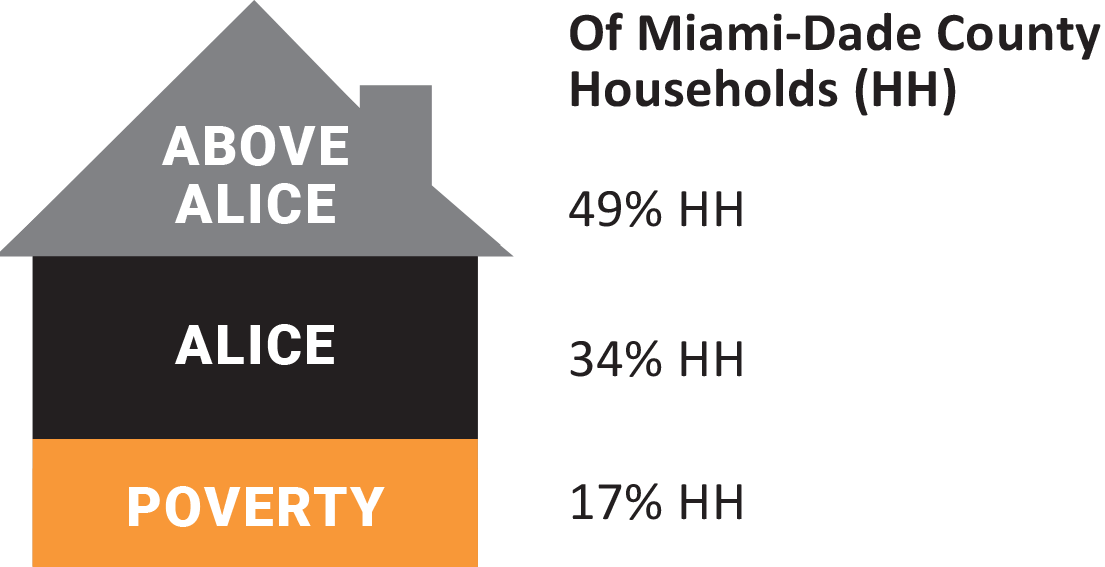 Of Miami-Dade County
Households (HH)
ABOVE
ALICE
49% HH
ALICE
34% HH
POVERTY
17% HH